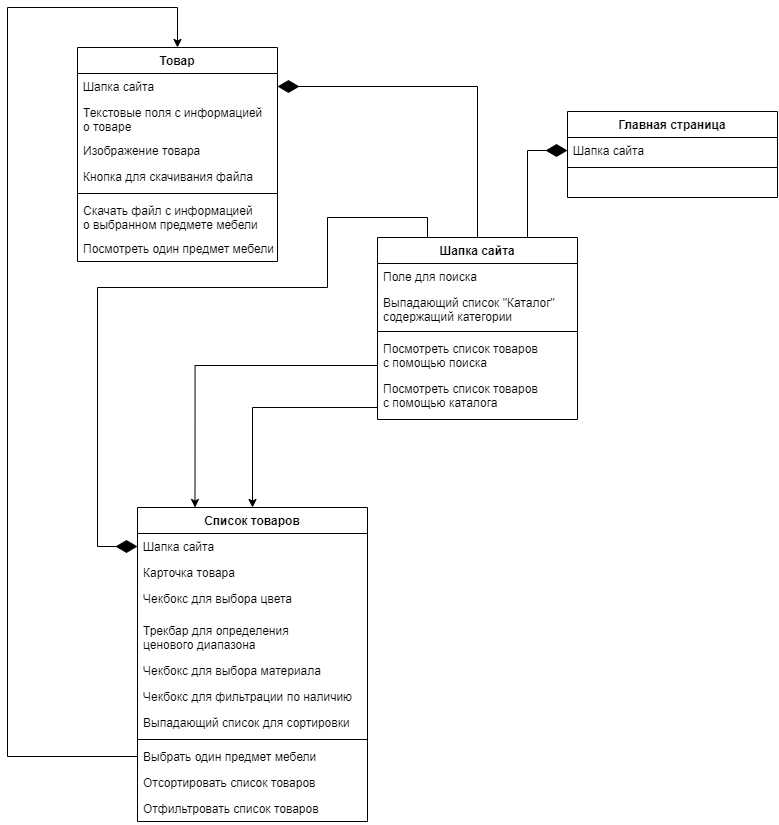 Товар
Шапка сайта
Текстовые поля с информацией
о товаре
Изображение товара
Кнопка для скачивания файла
Скачать файл с информацией
о выбранном предмете мебели
Посмотреть один предмет мебели
Главная страница
Шапка сайта
Шапка сайта
Поле для поиска
Выпадающий список "Каталог"
содержащий категории
Посмотреть список товаров
с помощью поиска
Посмотреть список товаров
с помощью каталога
Список товаров
Шапка сайта
Карточка товара
Чекбокс для выбора цвета
Трекбар для определения
ценового диапазона
Чекбокс для выбора материала
Чекбокс для фильтрации по наличию
Выпадающий список для сортировки
Выбрать один предмет мебели
Отсортировать список товаров
Отфильтровать список товаров